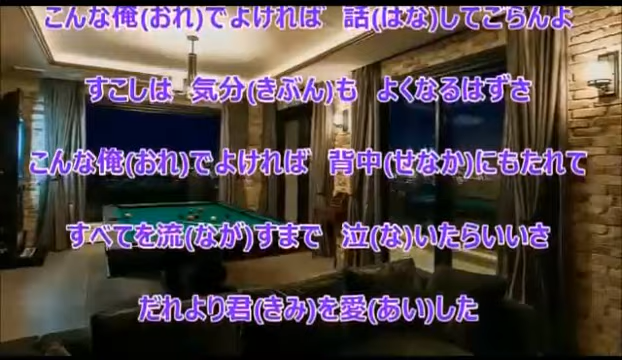 こんな俺(おれ)でよければ　話(はな)してごらんよ
すこしは　気分(きぶん)も　よくなるはずさ
こんな俺(おれ)でよければ　背中(せなか)にもたれて
すべてを流(なが)すまで　泣(な)いたらいいさ
だれより君(きみ)を愛(あい)した